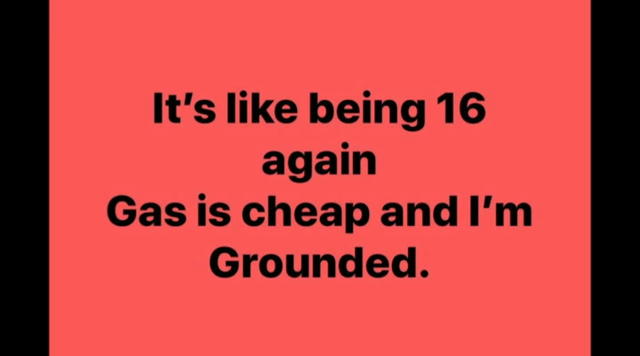 It’s like being 16
again
Gas is cheap and I’m
Grounded.